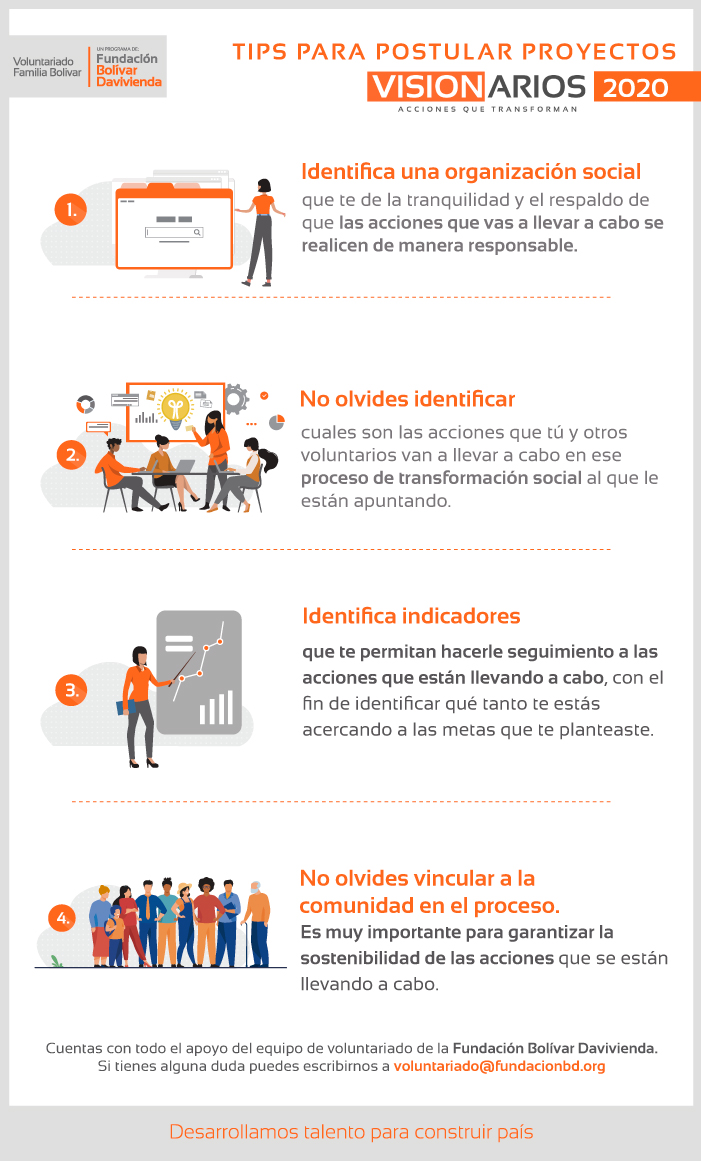 Voluntariado
Familia Bolívar
UN PROGRAMA DE:
Fundación
Bolívar
Davivienda
TIPS PARA POSTULAR PROYECTOS
VISIONARIOS 2020
ACCIONES QUE TRANSFORMAN
1.
Identifica una organización social
que te de la tranquilidad y el respaldo de
que las acciones que vas a llevar a cabo se
realicen de manera responsable.
2.
No olvides identificar
cuales son las acciones que tú y otros
voluntarios van a llevar a cabo en ese
proceso de transformación social al que le
están apuntando.
3.
Identifica indicadores
que te permitan hacerle seguimiento a las
acciones que están llevando a cabo, con el
fin de identificar qué tanto te estás
acercando a las metas que te planteaste.
4.
No olvides vincular a la
comunidad en el proceso.
Es muy importante para garantizar la
sostenibilidad de las acciones que se están
llevando a cabo.
Cuentas con todo el apoyo del equipo de voluntariado de la Fundación Bolívar Davivienda.
Si tienes alguna duda puedes escribirnos a voluntariado@fundacionbd.org
Desarrollamos talento para construir país